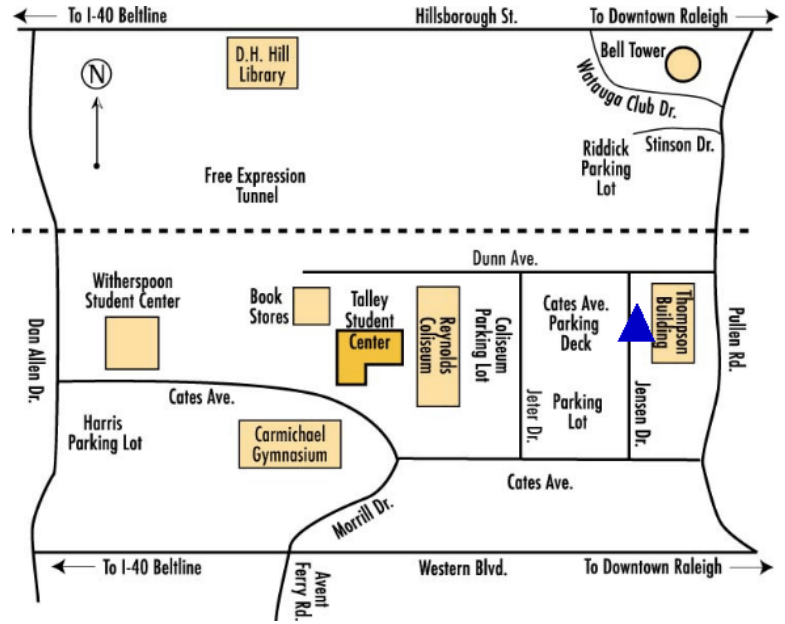 To I-40 Beltline
Hillsborough St.
To Downtown Raleigh
D.H. Hill
Library
Bell Tower
Watauga Club Dr.
N
Stinson Dr.
Riddick
Parking
Lot
Free Expression
Tunnel
Dunn Ave.
Witherspoon
Student Center
Book
Stores
Talley
Student
Center
Reynolds
Coliseum
Coliseum
Parking Lot
Cates Ave.
Parking
Deck
Thompson
Building
Pullen Rd.
Dan Allen Dr.
Cates Ave.
Jeter Dr.
Parking
Lot
Jensen Dr.
Harris
Parking Lot
Carmichael
Gymnasium
Cates Ave.
Morrill Dr.
To I-40 Beltline
Avent
Ferry Rd.
Western Blvd.
To Downtown Raleigh